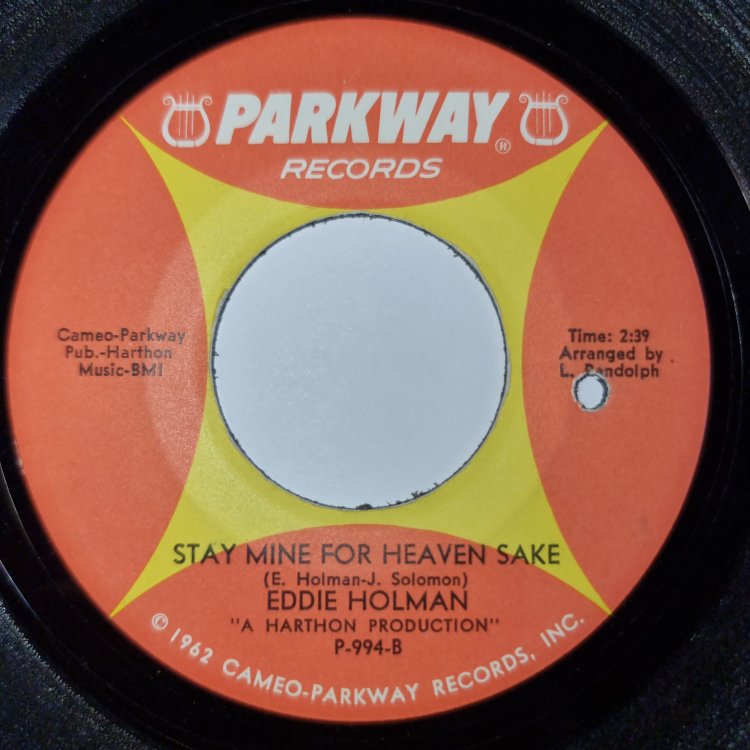 PARKWAY ®
RECORDS
Cameo-Parkway
Pub.-Harthon
Music-BMI
Time: 2:39
Arranged by
L. Randolph
STAY MINE FOR HEAVEN SAKE
(E. Holman-J. Solomon)
EDDIE HOLMAN
"A HARTHON PRODUCTION"
P-994-B
© 1962 CAMEO-PARKWAY RECORDS, INC.